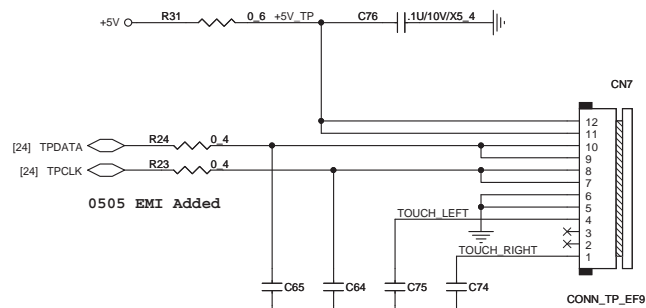 R31 0_6 +5V_TP C76 .1U/10V/X5_4
+5V
CN7
12
11
[24] TPDATA R24 0_4 10
9
[24] TPCLK R23 0_4 8
7
6
0505 EMI Added
5
TOUCH_LEFT 4
3
2
TOUCH_RIGHT 1
C65 C64 C75 C74
CONN_TP_EF9